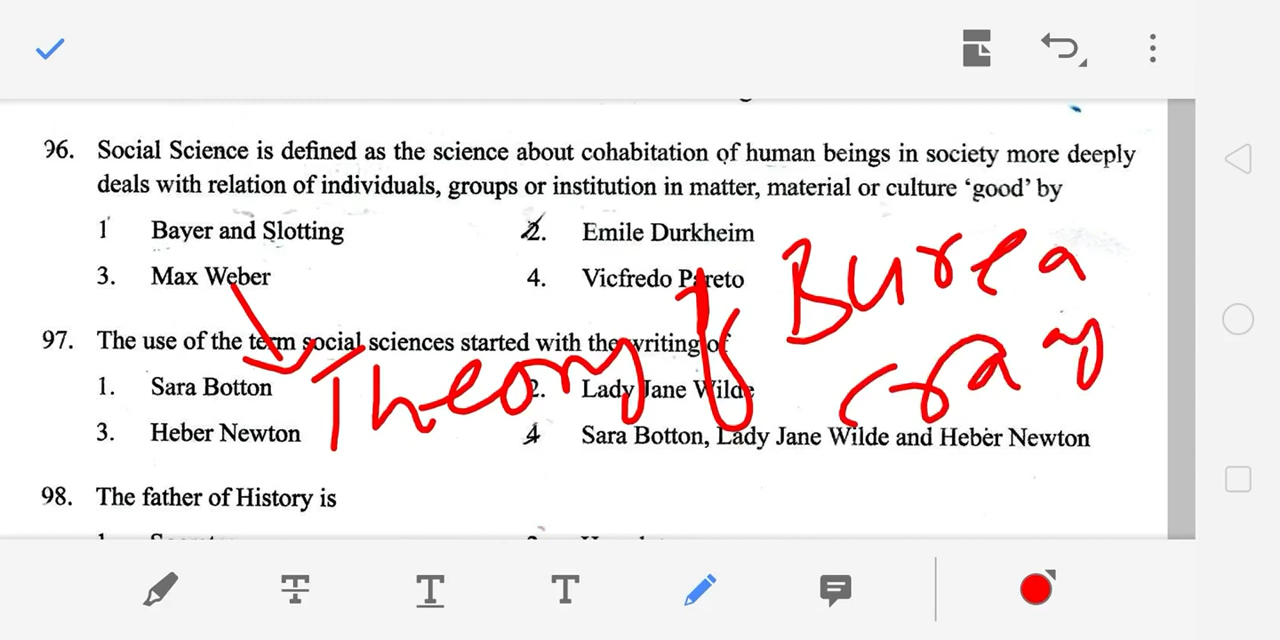 96. Social Science is defined as the science about cohabitation of human beings in society more deeply
deals with relation of individuals, groups or institution in matter, material or culture ‘good’ by
1 Bayer and Slotting 2. Emile Durkheim
3. Max Weber 4. Vicfredo Pareto
Burea
cracy
97. The use of the term social sciences started with the writing of
Theory of
1. Sara Botton 2. Lady Jane Wilde
3. Heber Newton 4 Sara Botton, Lady Jane Wilde and Heber Newton
98. The father of History is
T
T
T